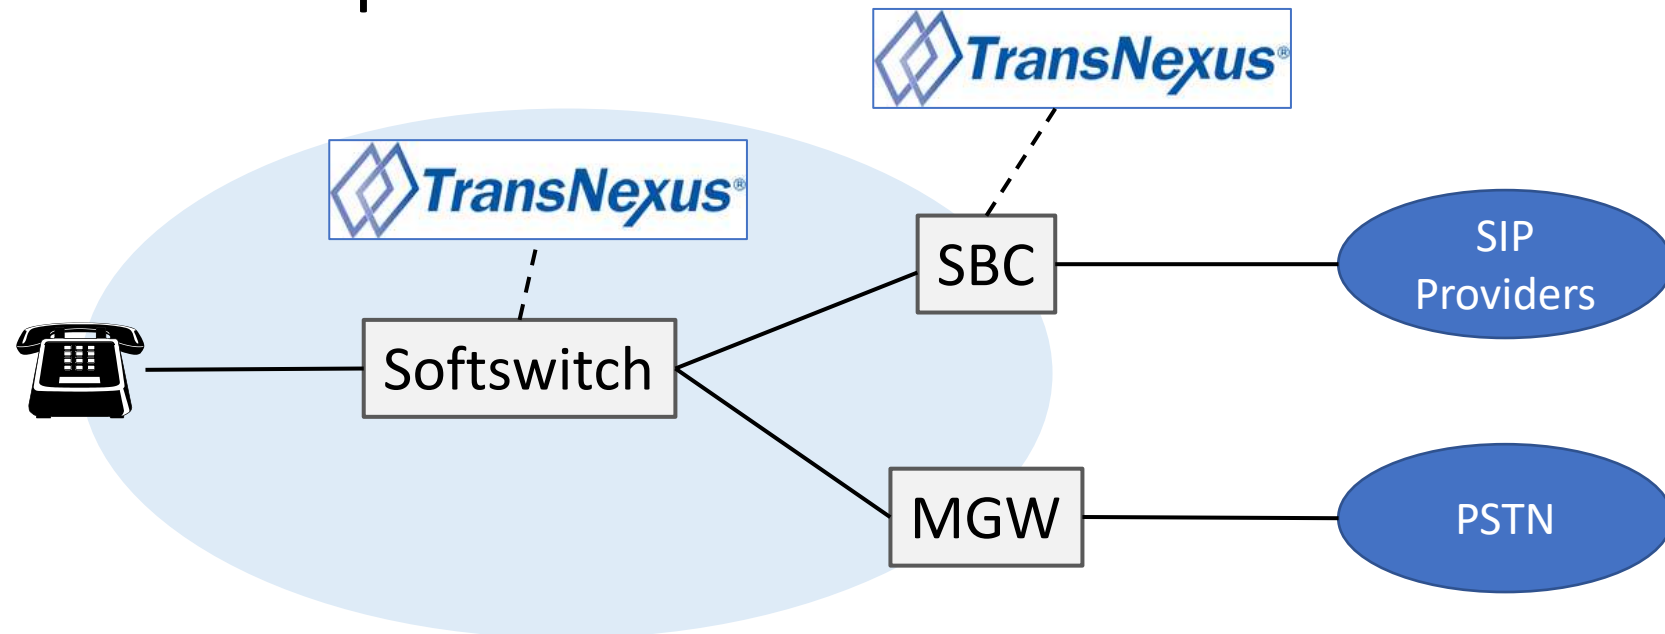 TransNexus®
TransNexus®
SBC
SIP
Providers
Softswitch
MGW
PSTN